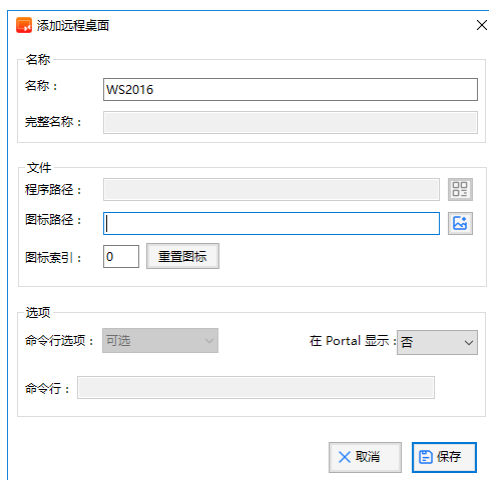 添加远程桌面
名称
名称： WS2016
完整名称：
文件
程序路径：
图标路径：
图标索引： 0 重置图标
选项
命令行选项： 可选 在 Portal 显示： 否
命令行：
取消 保存